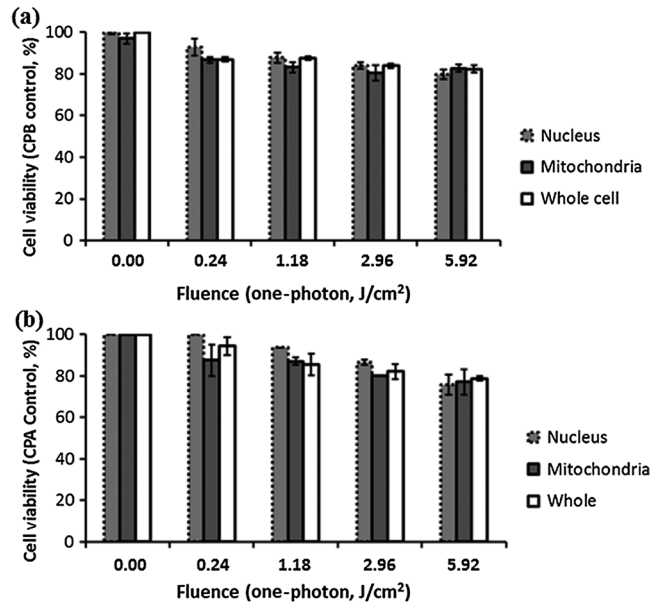 (a)
Cell viability (CPB control, %)
100
80
60
40
20
0
0.00 0.24 1.18 2.96 5.92
Fluence (one-photon, J/cm²)
Nucleus
Mitochondria
Whole cell
(b)
Cell viability (CPA Control, %)
100
80
60
40
20
0
0.00 0.24 1.18 2.96 5.92
Fluence (one-photon, J/cm²)
Nucleus
Mitochondria
Whole